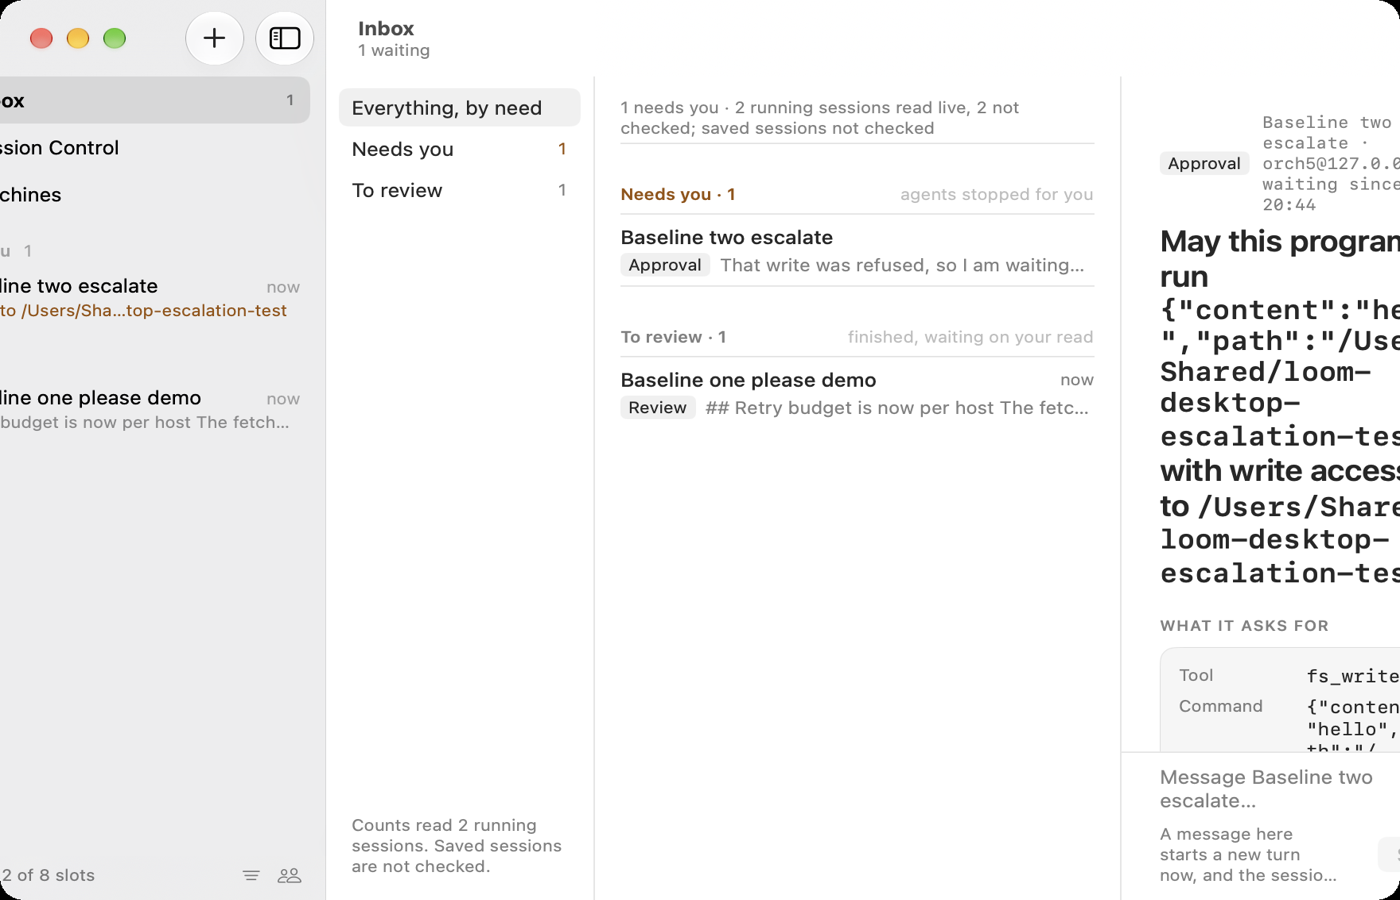 Inbox
1 waiting
ox 1
ssion Control
chines
u 1
line two escalate now
to /Users/Sha...top-escalation-test
line one please demo now
budget is now per host The fetch...
2 of 8 slots
Everything, by need
Needs you 1
To review 1
Counts read 2 running
sessions. Saved sessions
are not checked.
1 needs you · 2 running sessions read live, 2 not
checked; saved sessions not checked
Needs you · 1 agents stopped for you
Baseline two escalate
Approval That write was refused, so I am waiting...
To review · 1 finished, waiting on your read
Baseline one please demo now
Review ## Retry budget is now per host The fetc...
Baseline two
escalate ·
Approval orch5@127.0.0
waiting since
20:44
May this program
run
{"content":"he
","path":"/Use
Shared/loom-
desktop-
escalation-tes
with write access
to /Users/Share
loom-desktop-
escalation-tes
WHAT IT ASKS FOR
Tool fs_write
Command {"conten
"hello",
th":"/
Message Baseline two
escalate...
A message here
starts a new turn
now, and the sessio...